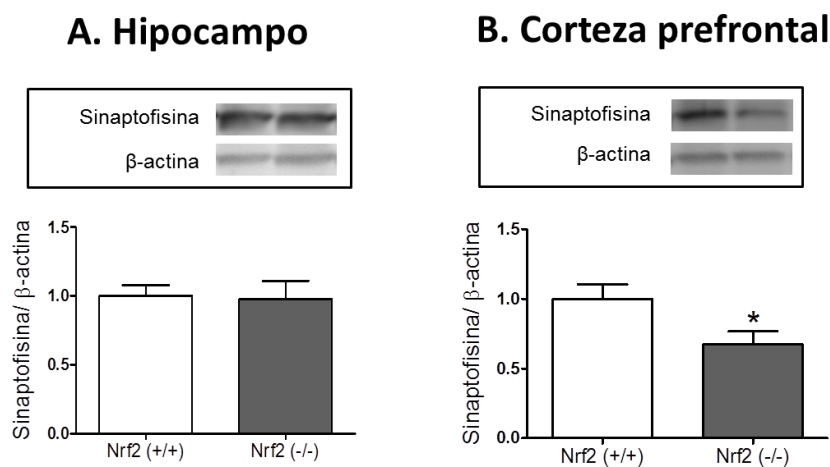 A. Hipocampo
Sinaptofisina
β-actina
Sinaptofisina/ β-actina
1.5
1.0
0.5
0.0
Nrf2 (+/+)
Nrf2 (-/-)
B. Corteza prefrontal
Sinaptofisina
β-actina
Sinaptofisina/ β-actina
1.5
1.0
0.5
0.0
*
Nrf2 (+/+)
Nrf2 (-/-)